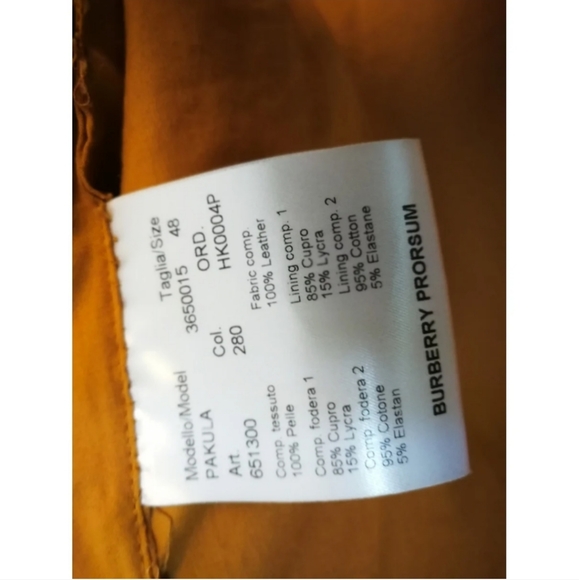 Modello/Model Taglia/Size
PAKULA 3650015 48
Art. Col. ORD.
651300 280 HK0004P
Comp. tessuto Fabric comp.
100% Pelle 100% Leather
Comp. fodera 1 Lining comp. 1
85% Cupro 85% Cupro
15% Lycra 15% Lycra
Comp. fodera 2 Lining comp. 2
95% Cotone 95% Cotton
5% Elastan 5% Elastane
BURBERRY PRORSUM